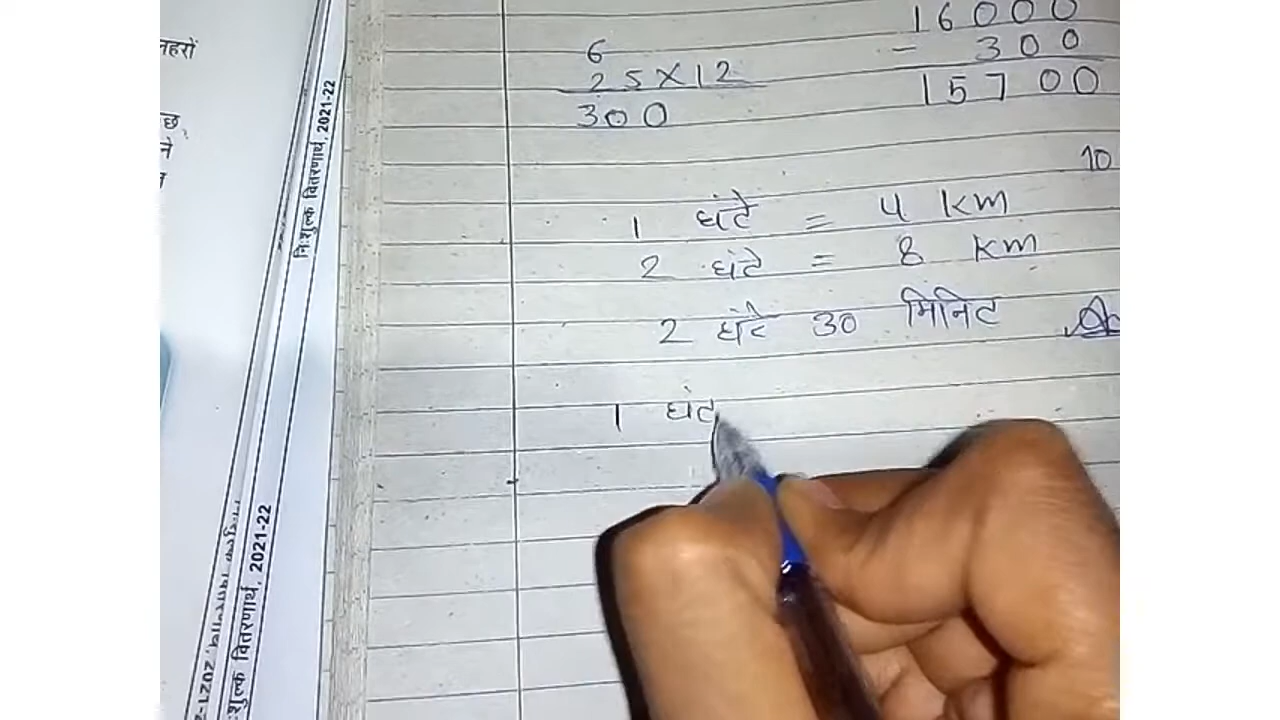 नहरों
छ,
ने
निःशुल्क वितरणार्थ, 2021-22
निःशुल्क वितरणार्थ, 2021-22
6
25×12
300
16000
- 300
15700
10
1 घंटे = 4 km
2 घंटे = 8 km
2 घंटे 30 मिनिट
1 घंट